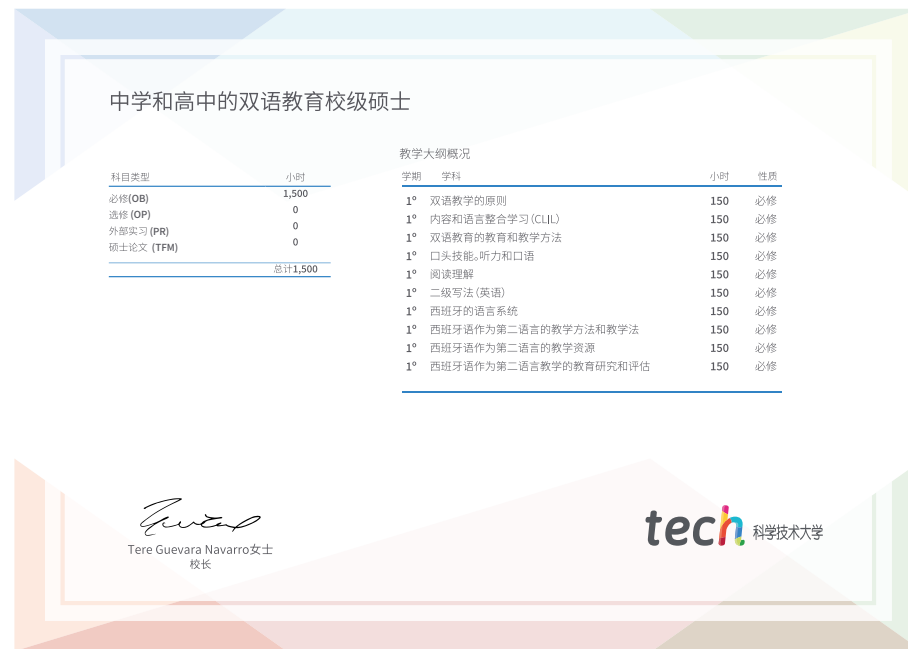 中学和高中的双语教育校级硕士
科目类型 小时
必修(OB) 1,500
选修 (OP) 0
外部实习 (PR) 0
硕士论文 (TFM) 0
总计1,500
教学大纲概况
学期 学科 小时 性质
1º 双语教学的原则 150 必修
1º 内容和语言整合学习(CLIL) 150 必修
1º 双语教育的教育和教学方法 150 必修
1º 口头技能。听力和口语 150 必修
1º 阅读理解 150 必修
1º 二级写法(英语) 150 必修
1º 西班牙的语言系统 150 必修
1º 西班牙语作为第二语言的教学方法和教学法 150 必修
1º 西班牙语作为第二语言的教学资源 150 必修
1º 西班牙语作为第二语言教学的教育研究和评估 150 必修
Tere Guevara Navarro女士
校长
tech 科学技术大学